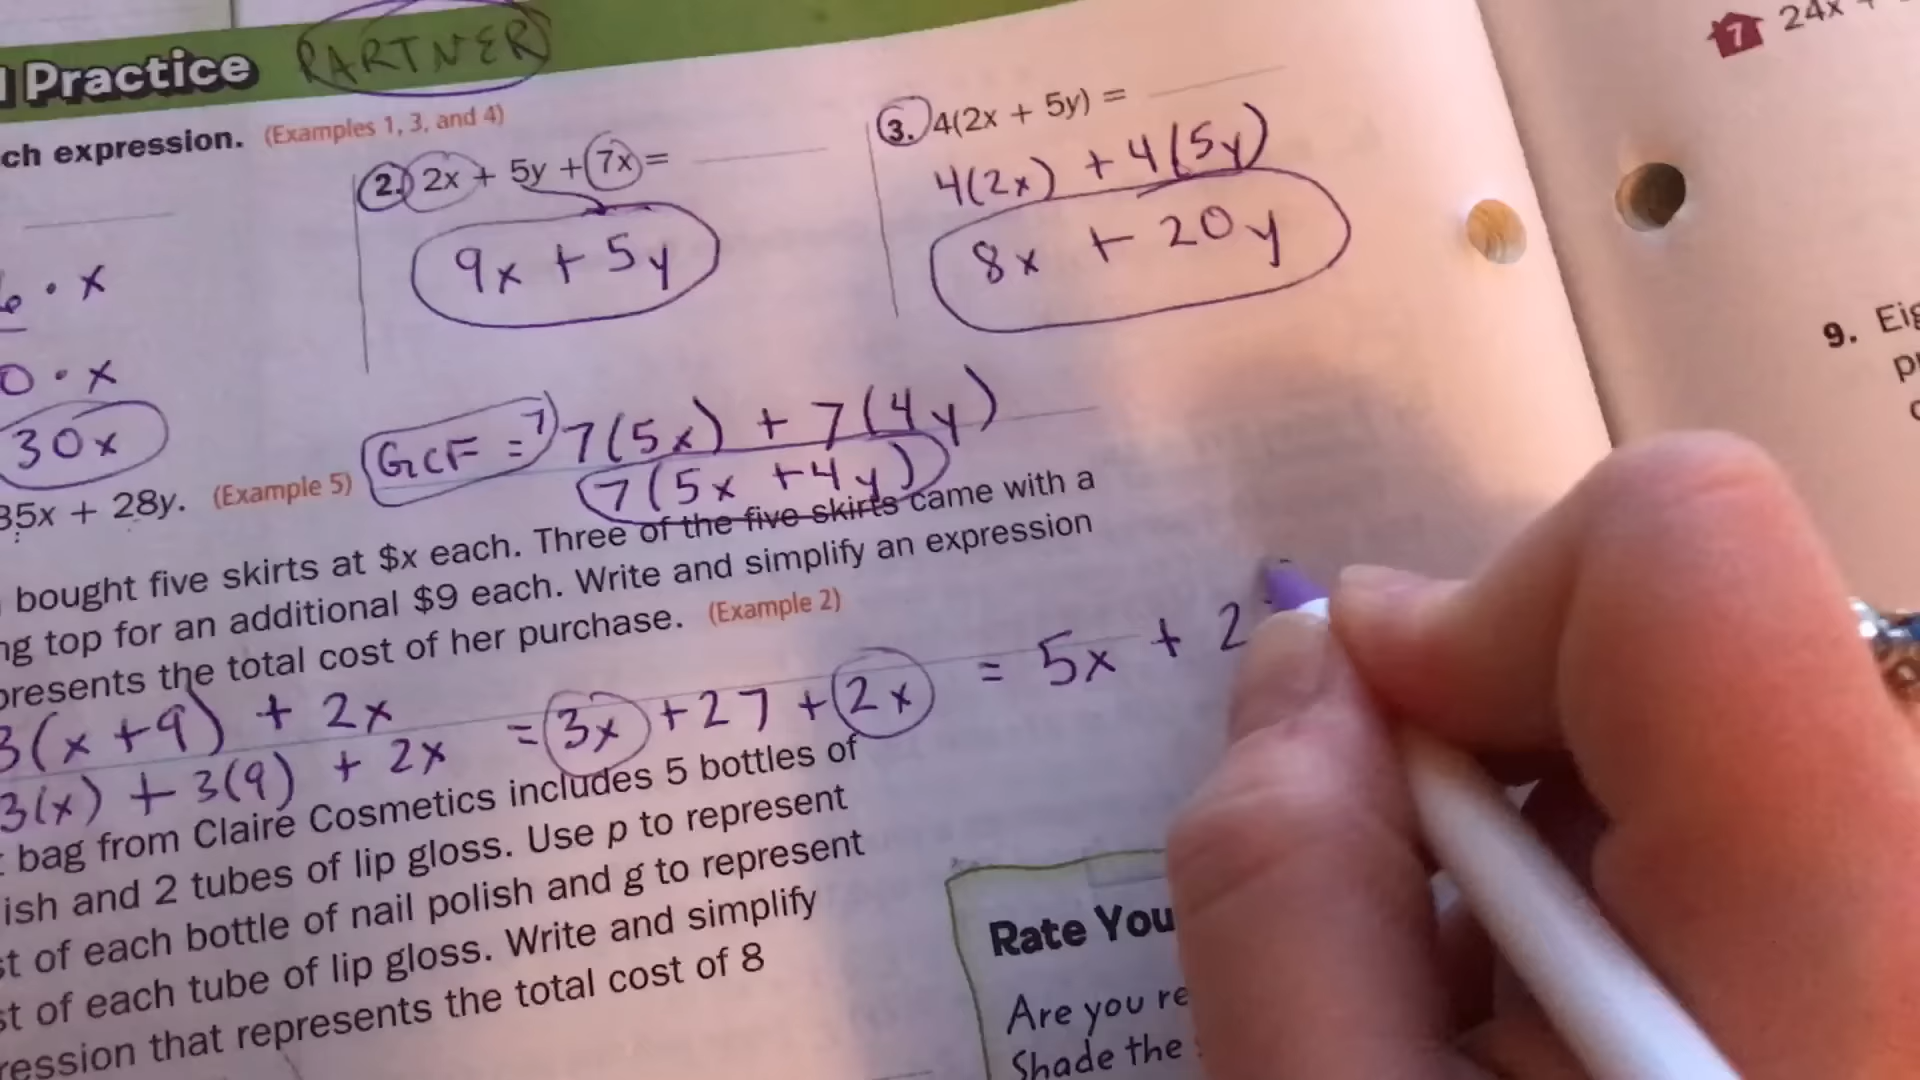 Practice PARTNER
ch expression. (Examples 1, 3, and 4)
2. 2x + 5y + 7x =
9x + 5y
3. 4(2x + 5y) =
4(2x) + 4(5y)
8x + 20y
6 · x
0 · x
30x
GCF = 7 7(5x) + 7(4y)
7(5x + 4y)
35x + 28y. (Example 5)
bought five skirts at $x each. Three of the five skirts came with a
ng top for an additional $9 each. Write and simplify an expression
presents the total cost of her purchase. (Example 2)
3(x + 9) + 2x = 3x + 27 + 2x = 5x + 2
3(x) + 3(9) + 2x
bag from Claire Cosmetics includes 5 bottles of
ish and 2 tubes of lip gloss. Use p to represent
st of each bottle of nail polish and g to represent
st of each tube of lip gloss. Write and simplify
ression that represents the total cost of 8
Rate You
Are you re
Shade the
7 24x +
9. Eig